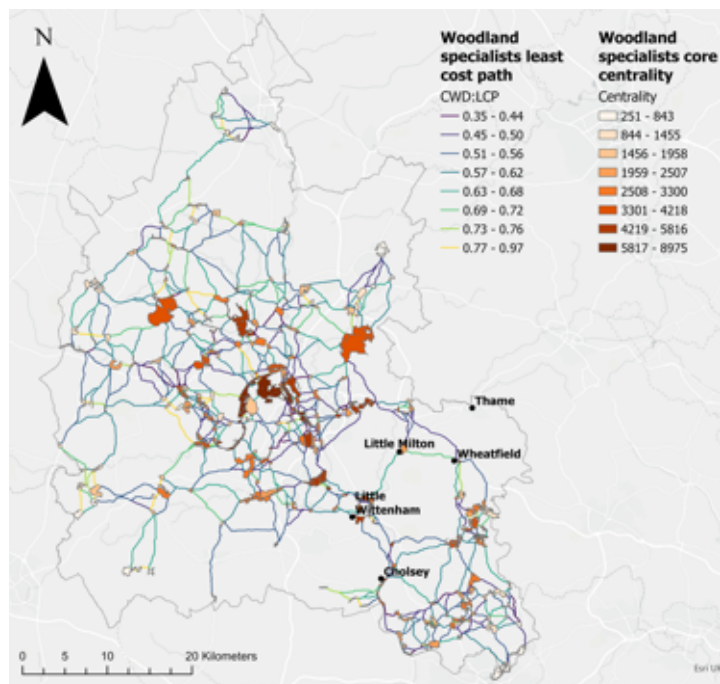 N
Woodland
specialists least
cost path
CWD:LCP
0.35 - 0.44
0.45 - 0.50
0.51 - 0.56
0.57 - 0.62
0.63 - 0.68
0.69 - 0.72
0.73 - 0.76
0.77 - 0.97
Woodland
specialists core
centrality
Centrality
251 - 843
844 - 1455
1456 - 1958
1959 - 2507
2508 - 3300
3301 - 4218
4219 - 5816
5817 - 8975
Thame
Little Milton
Wheatfield
Little
Wittenham
Cholsey
0 5 10 20 Kilometers
Esri UK